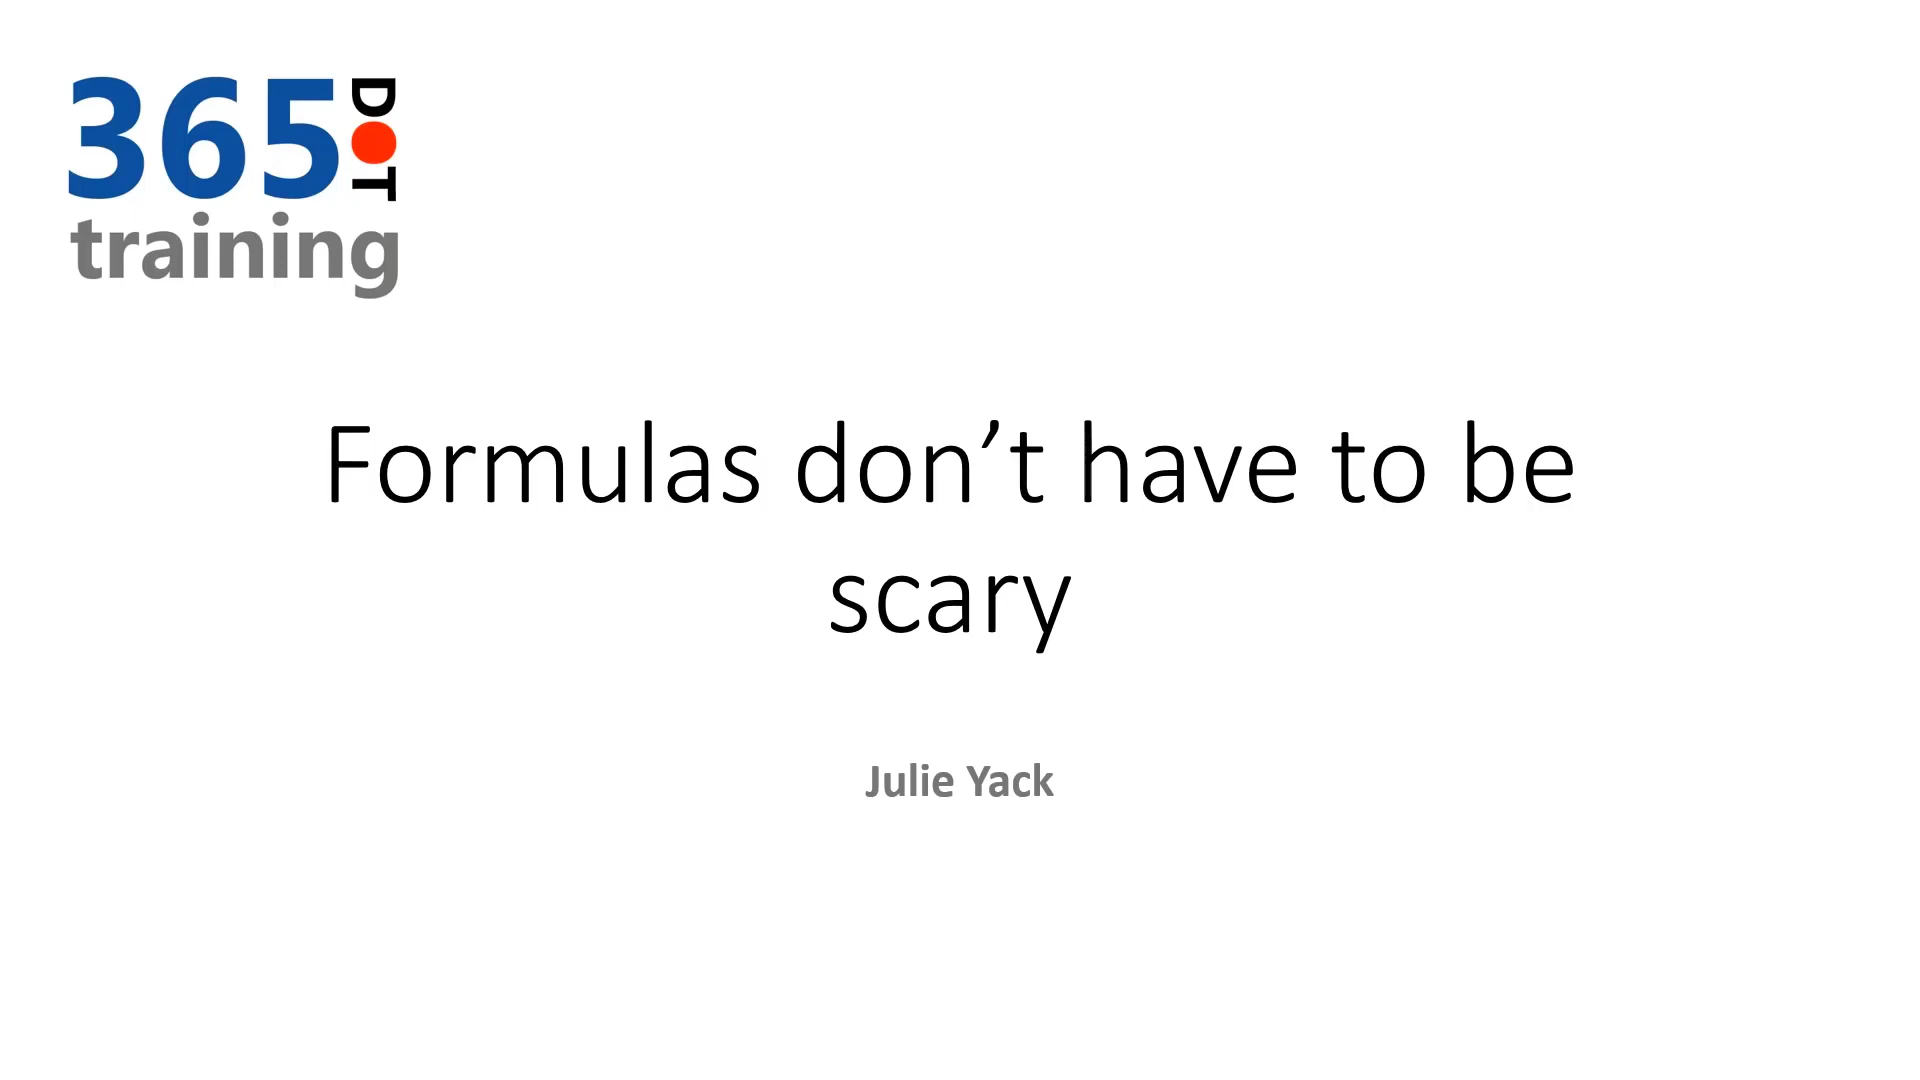 365 DOT
training
Formulas don’t have to be
scary
Julie Yack